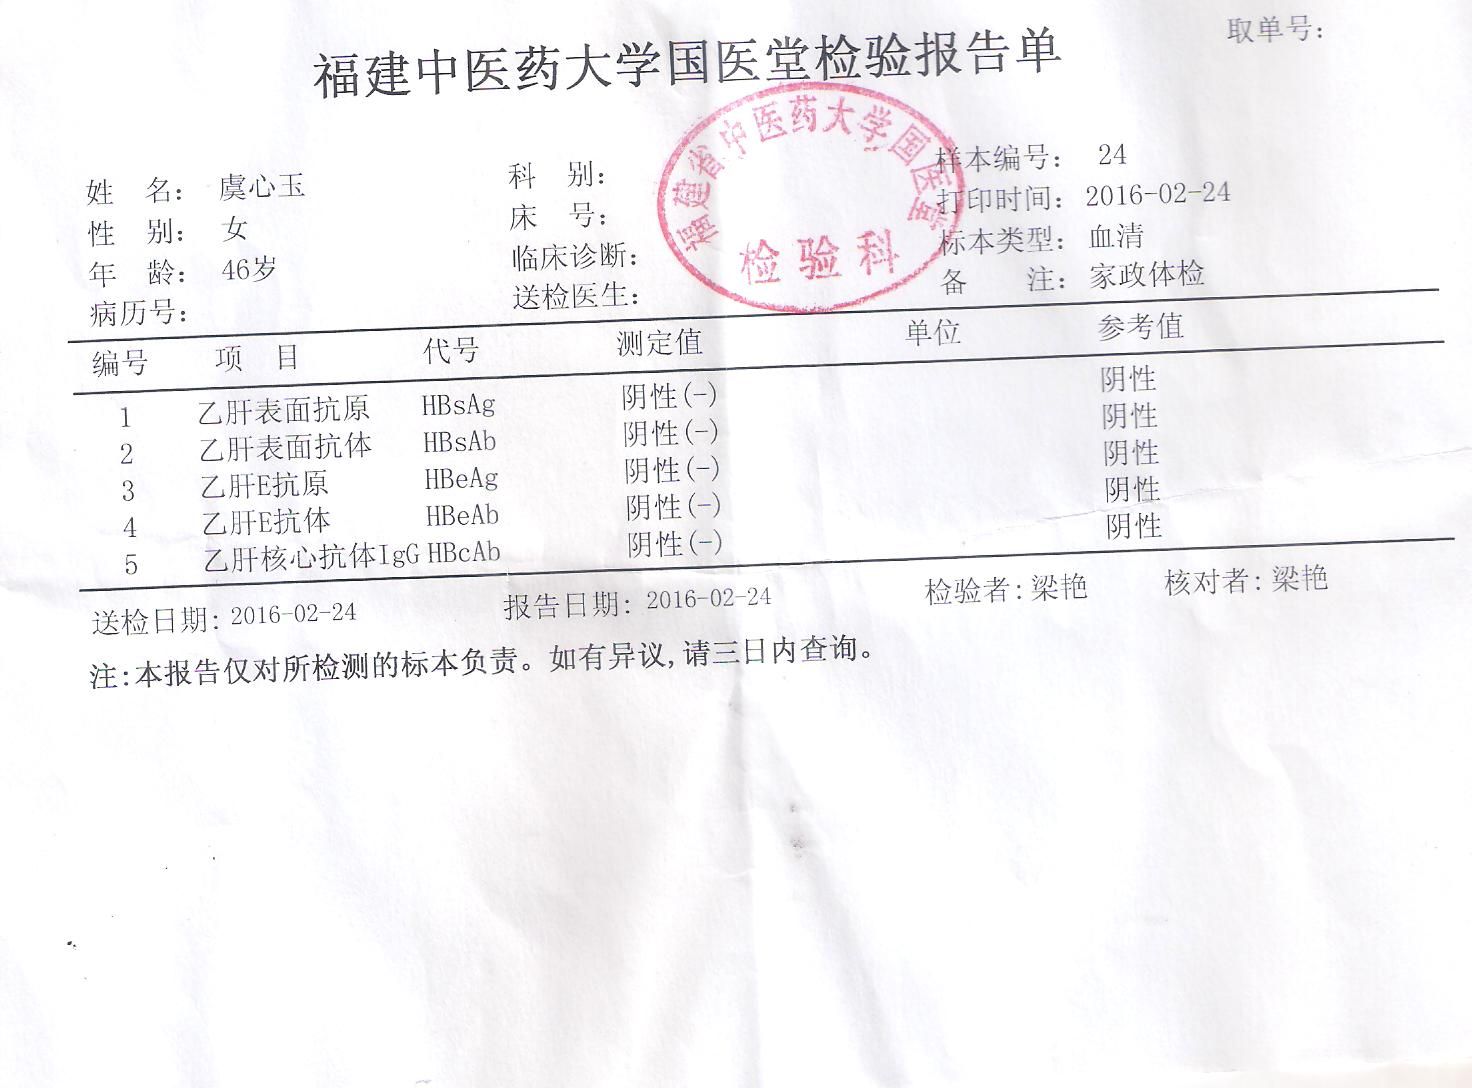 取单号:
福建中医药大学国医堂检验报告单
福建省中医药大学国医堂
检验科
姓 名: 虞心玉 科 别: 样本编号: 24
性 别: 女 床 号: 打印时间: 2016-02-24
年 龄: 46岁 临床诊断: 标本类型: 血清
病历号: 送检医生: 备 注: 家政体检
编号 项 目 代号 测定值 单位 参考值
1 乙肝表面抗原 HBsAg 阴性(-) 阴性
2 乙肝表面抗体 HBsAb 阴性(-) 阴性
3 乙肝E抗原 HBeAg 阴性(-) 阴性
4 乙肝E抗体 HBeAb 阴性(-) 阴性
5 乙肝核心抗体IgG HBcAb 阴性(-) 阴性
送检日期: 2016-02-24 报告日期: 2016-02-24 检验者: 梁艳 核对者: 梁艳
注:本报告仅对所检测的标本负责。如有异议,请三日内查询。